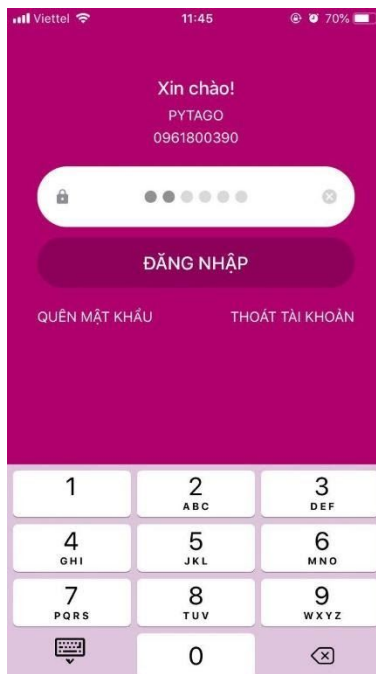 Viettel 11:45 70%
Xin chào!
PYTAGO
0961800390
ĐĂNG NHẬP
QUÊN MẬT KHẨU THOÁT TÀI KHOẢN
1 2 3
ABC DEF
4 5 6
GHI JKL MNO
7 8 9
PQRS TUV WXYZ
0